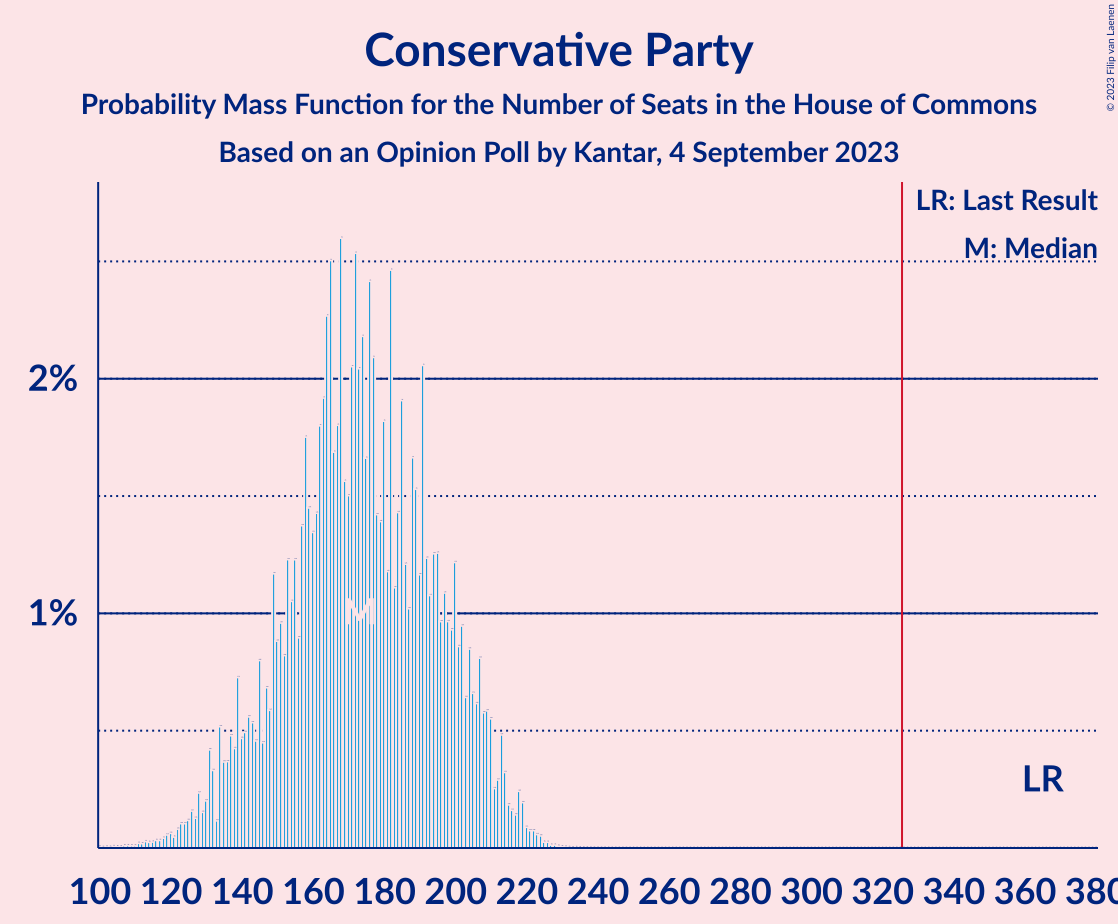 Conservative Party
Probability Mass Function for the Number of Seats in the House of Commons
Based on an Opinion Poll by Kantar, 4 September 2023
© 2023 Filip van Laenen
LR: Last Result
M: Median
2%
1%
M
LR
100 120 140 160 180 200 220 240 260 280 300 320 340 360 380